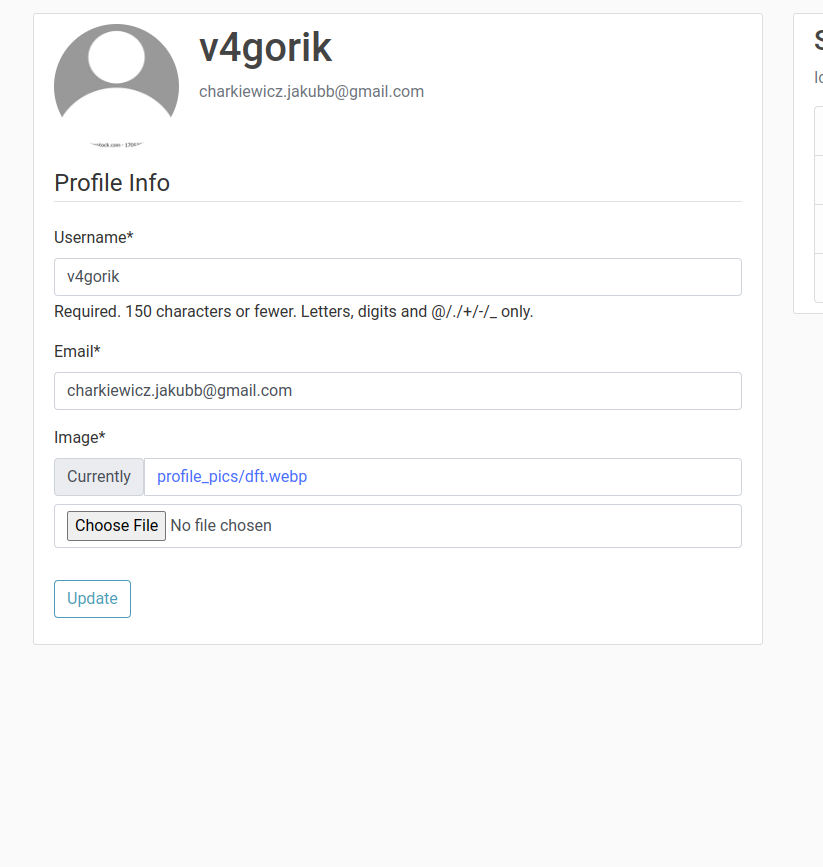 v4gorik
charkiewicz.jakubb@gmail.com
Profile Info
Username*
v4gorik
Required. 150 characters or fewer. Letters, digits and @/./+/-/_ only.
Email*
charkiewicz.jakubb@gmail.com
Image*
Currently profile_pics/dft.webp
Choose File No file chosen
Update